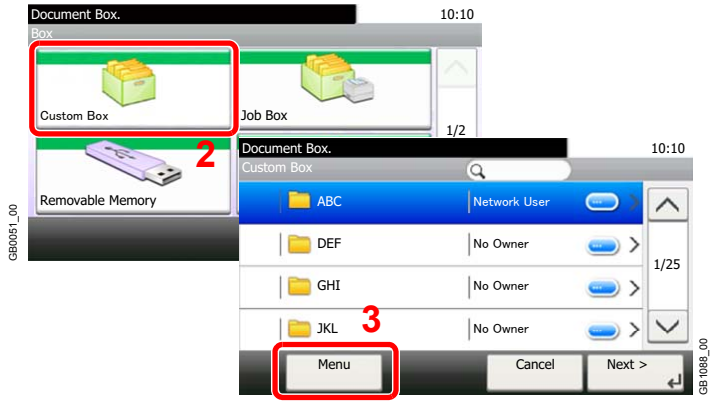 Document Box.
10:10
Box
Custom Box
Job Box
1/2
2
Removable Memory
GB0051_00
Document Box.
10:10
Custom Box
ABC
Network User
DEF
No Owner
1/25
GHI
No Owner
JKL
3
No Owner
Menu
Cancel
Next >
GB1088_00